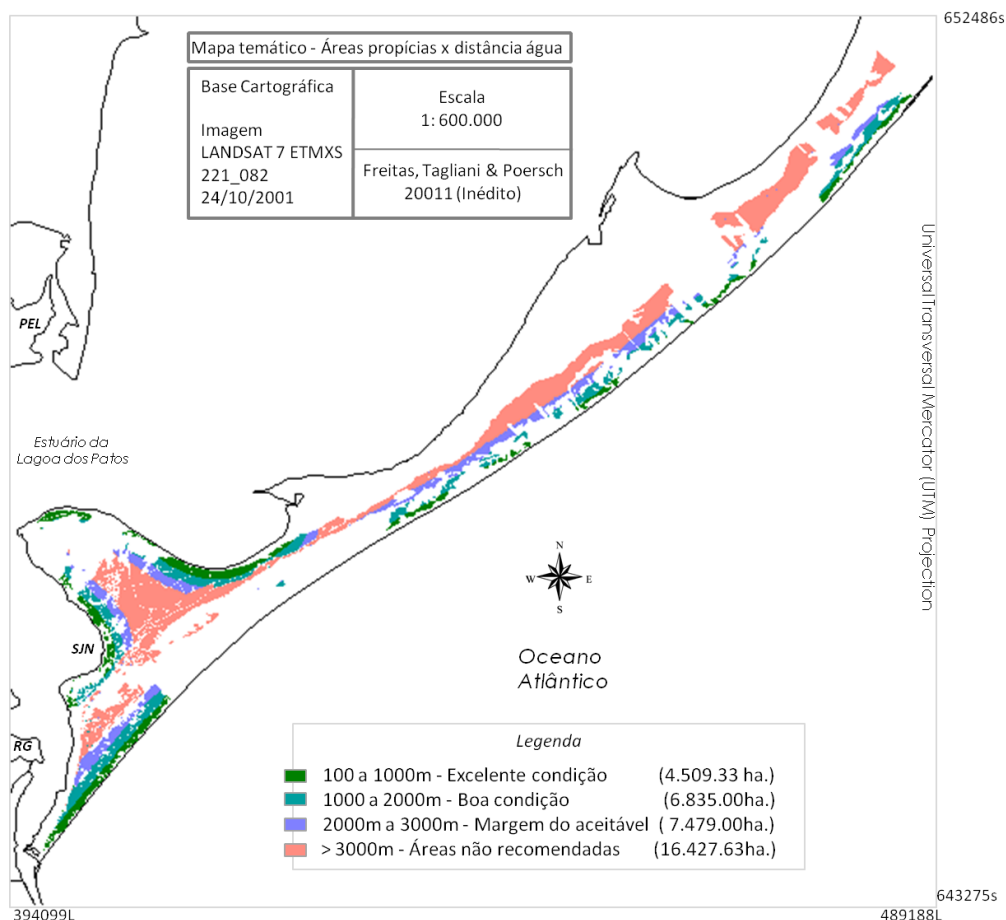 652486s
Mapa temático - Áreas propícias x distância água
Base Cartográfica
Imagem
LANDSAT 7 ETMXS
221_082
24/10/2001
Escala
1: 600.000
Freitas, Tagliani & Poersch
20011 (Inédito)
Universal Transversal Mercator (UTM) Projection
PEL
Estuário da
Lagoa dos Patos
N
W E
S
SJN
Oceano
Atlântico
RG
Legenda
100 a 1000m - Excelente condição (4.509.33 ha.)
1000 a 2000m - Boa condição (6.835.00ha.)
2000m a 3000m - Margem do aceitável ( 7.479.00ha.)
> 3000m - Áreas não recomendadas (16.427.63ha.)
643275s
394099L
489188L